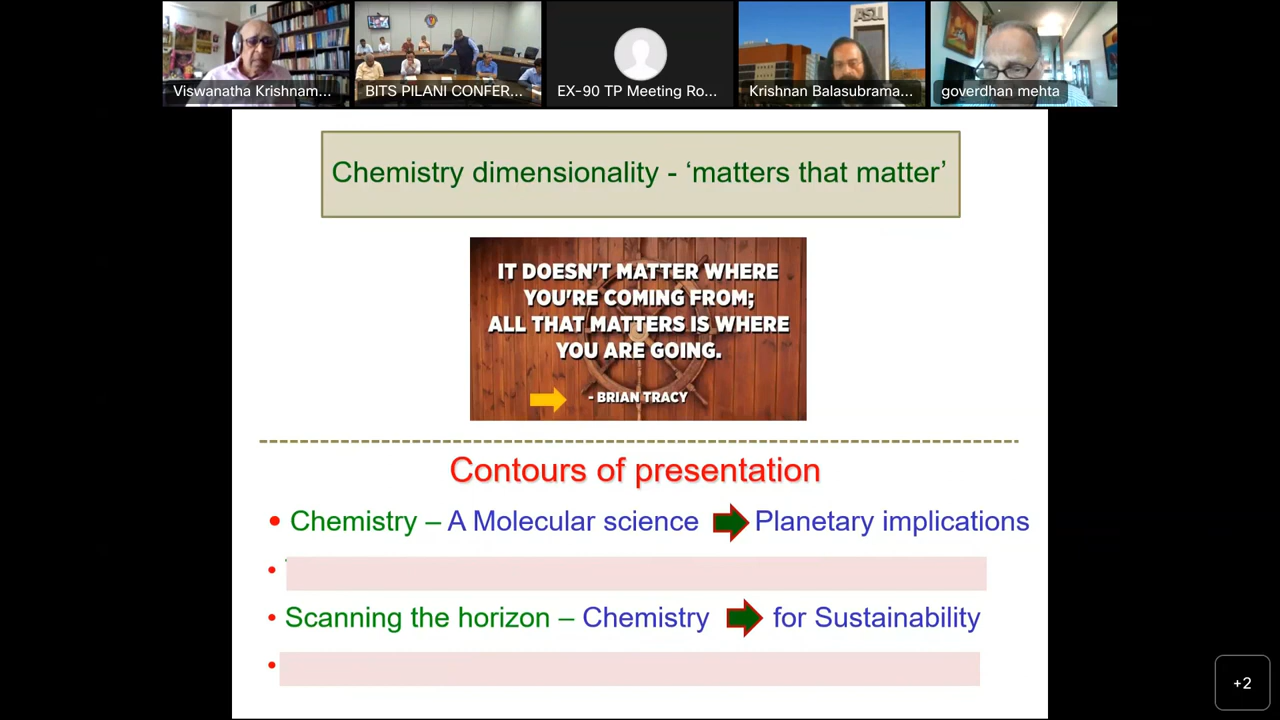 ASU
Viswanatha Krishnam...
BITS PILANI CONFER...
EX-90 TP Meeting Ro...
Krishnan Balasubrama...
goverdhan mehta
Chemistry dimensionality - ‘matters that matter’
IT DOESN'T MATTER WHERE
YOU'RE COMING FROM;
ALL THAT MATTERS IS WHERE
YOU ARE GOING.
- BRIAN TRACY
Contours of presentation
• Chemistry – A Molecular science Planetary implications
• Scanning the horizon – Chemistry for Sustainability
+2